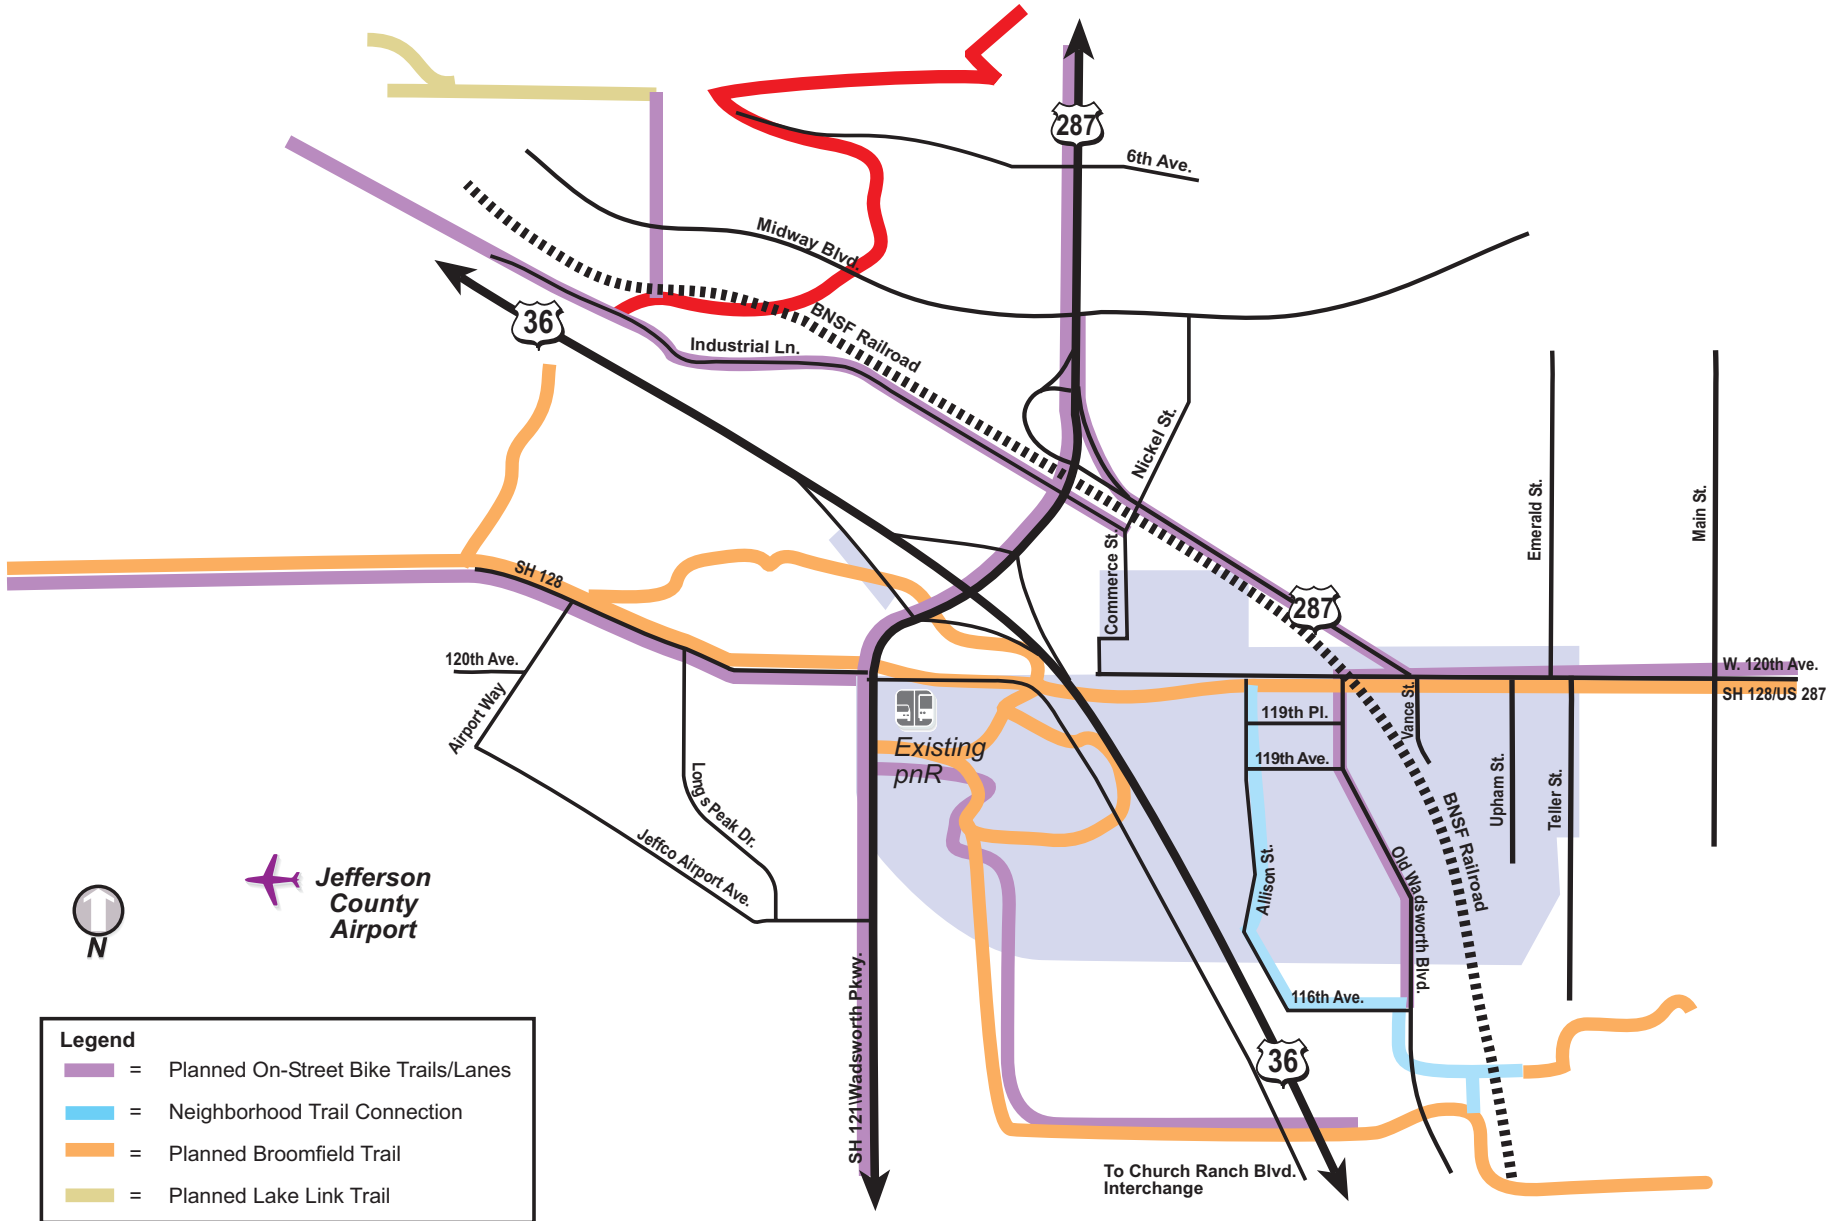 287
6th Ave.
Midway Blvd.
36
BNSF Railroad
Industrial Ln.
Nickel St.
Emerald St.
Main St.
Commerce St.
SH 128
287
120th Ave.
W. 120th Ave.
SH 128/US 287
Airport Way
Vance St.
119th Pl.
Existing
pnR
119th Ave.
Long s Peak Dr.
Upham St.
Teller St.
BNSF Railroad
Jeffco Airport Ave.
Allison St.
Old Wadsworth Blvd.
Jefferson
County
Airport
N
116th Ave.
SH 121\Wadsworth Pkwy.
36
To Church Ranch Blvd.
Interchange
Legend
= Planned On-Street Bike Trails/Lanes
= Neighborhood Trail Connection
= Planned Broomfield Trail
= Planned Lake Link Trail